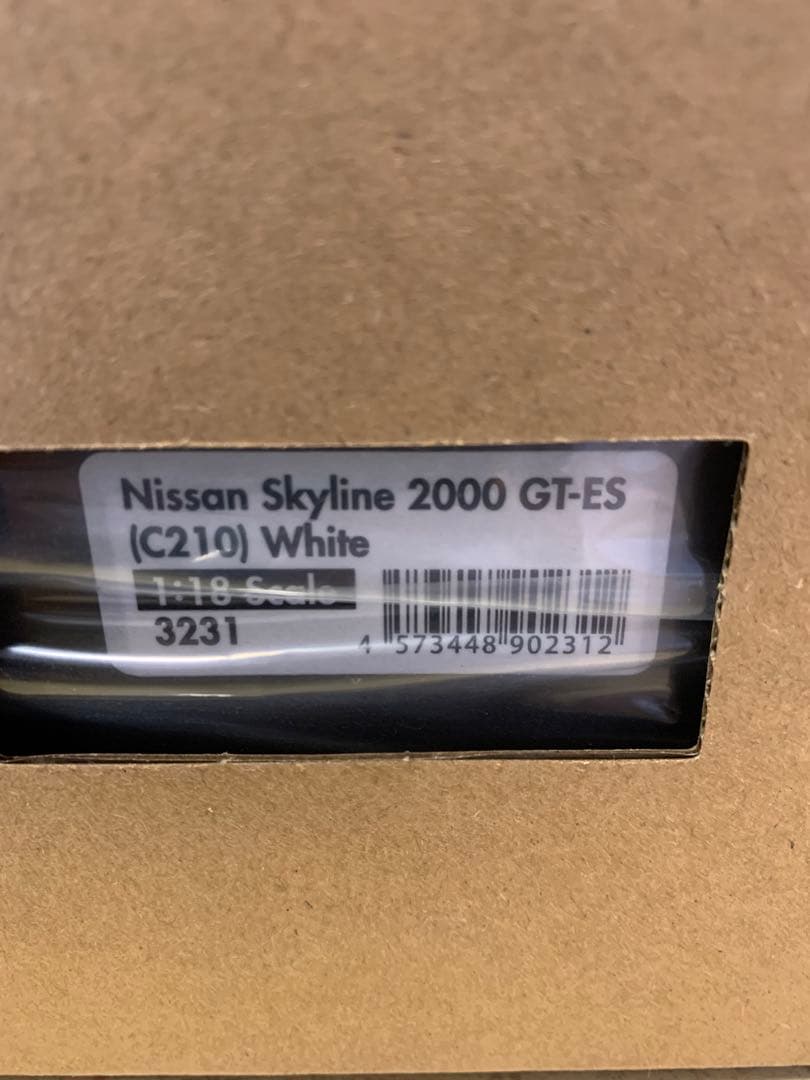 Nissan Skyline 2000 GT-ES
(C210) White
1:18 Scale
3231
4 573448 902312